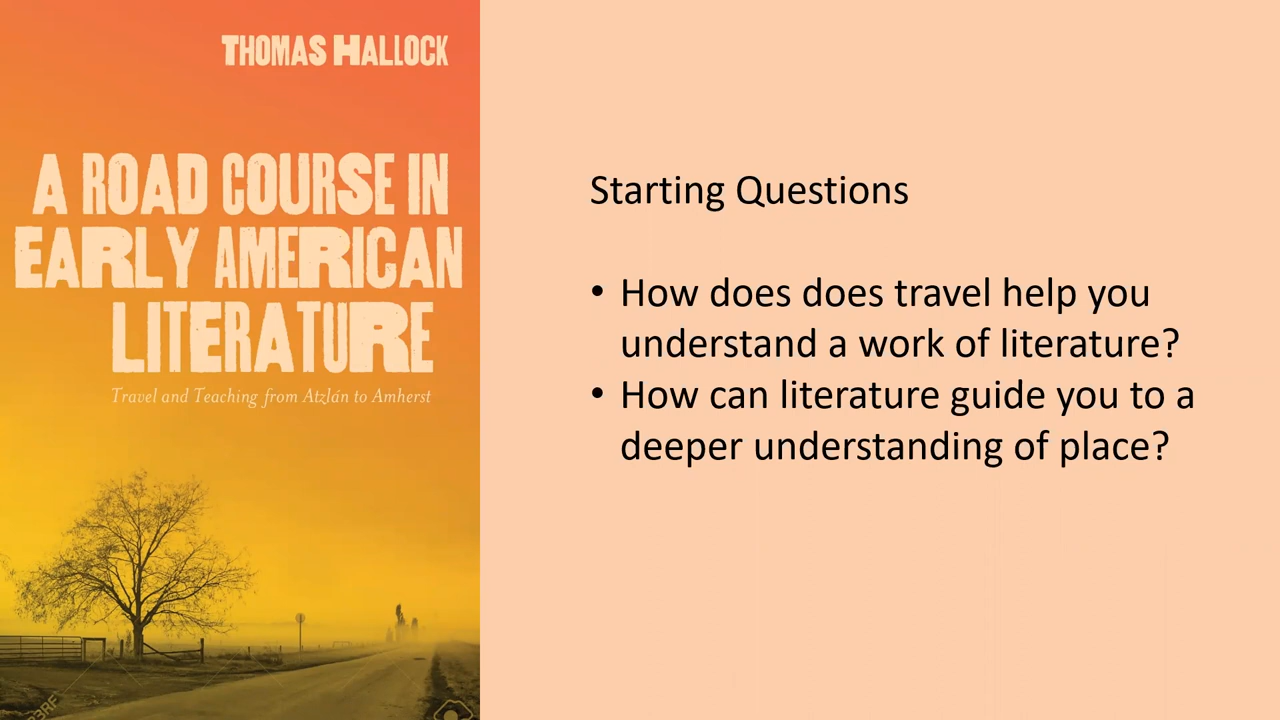 THOMAS HALLOCK
A ROAD COURSE IN
EARLY AMERICAN
LITERATURE
Travel and Teaching from Atzlán to Amherst
Starting Questions
• How does does travel help you
understand a work of literature?
• How can literature guide you to a
deeper understanding of place?